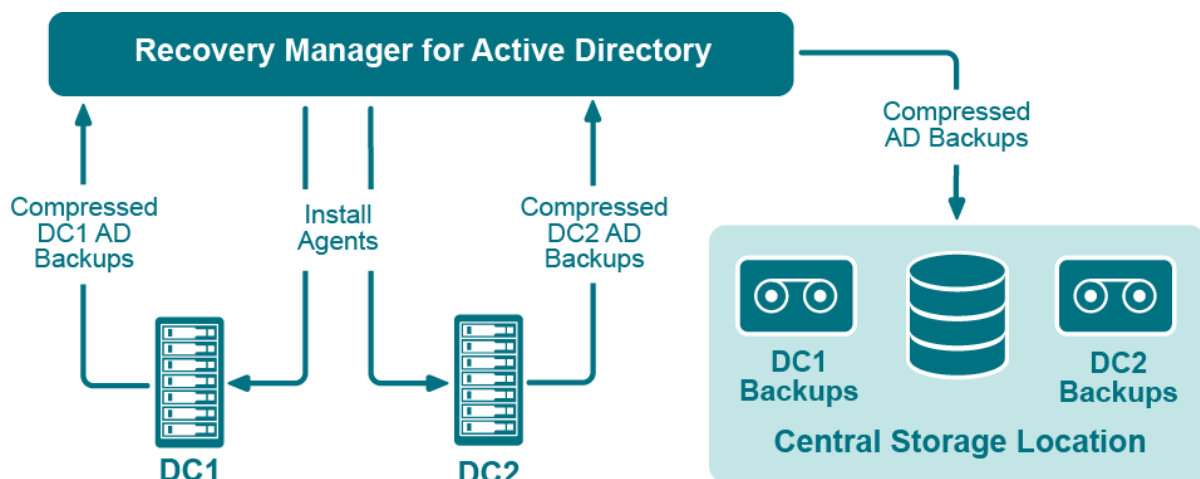 Recovery Manager for Active Directory
Compressed
DC1 AD
Backups
Install
Agents
Compressed
DC2 AD
Backups
Compressed
AD Backups
DC1
Backups
DC2
Backups
Central Storage Location
DC1
DC2